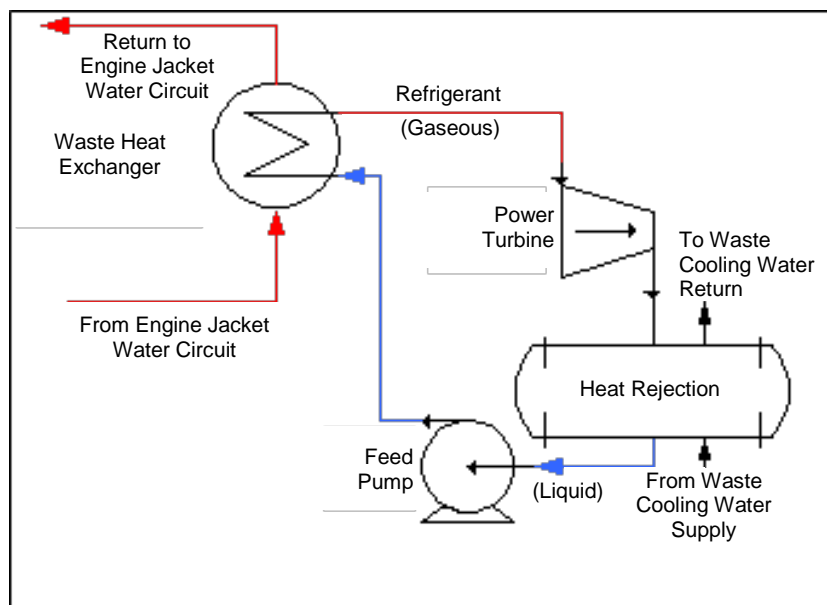 Return to
Engine Jacket
Water Circuit
Waste Heat
Exchanger
Refrigerant
(Gaseous)
Power
Turbine
To Waste
Cooling Water
Return
From Engine Jacket
Water Circuit
Heat Rejection
Feed
Pump
(Liquid)
From Waste
Cooling Water
Supply